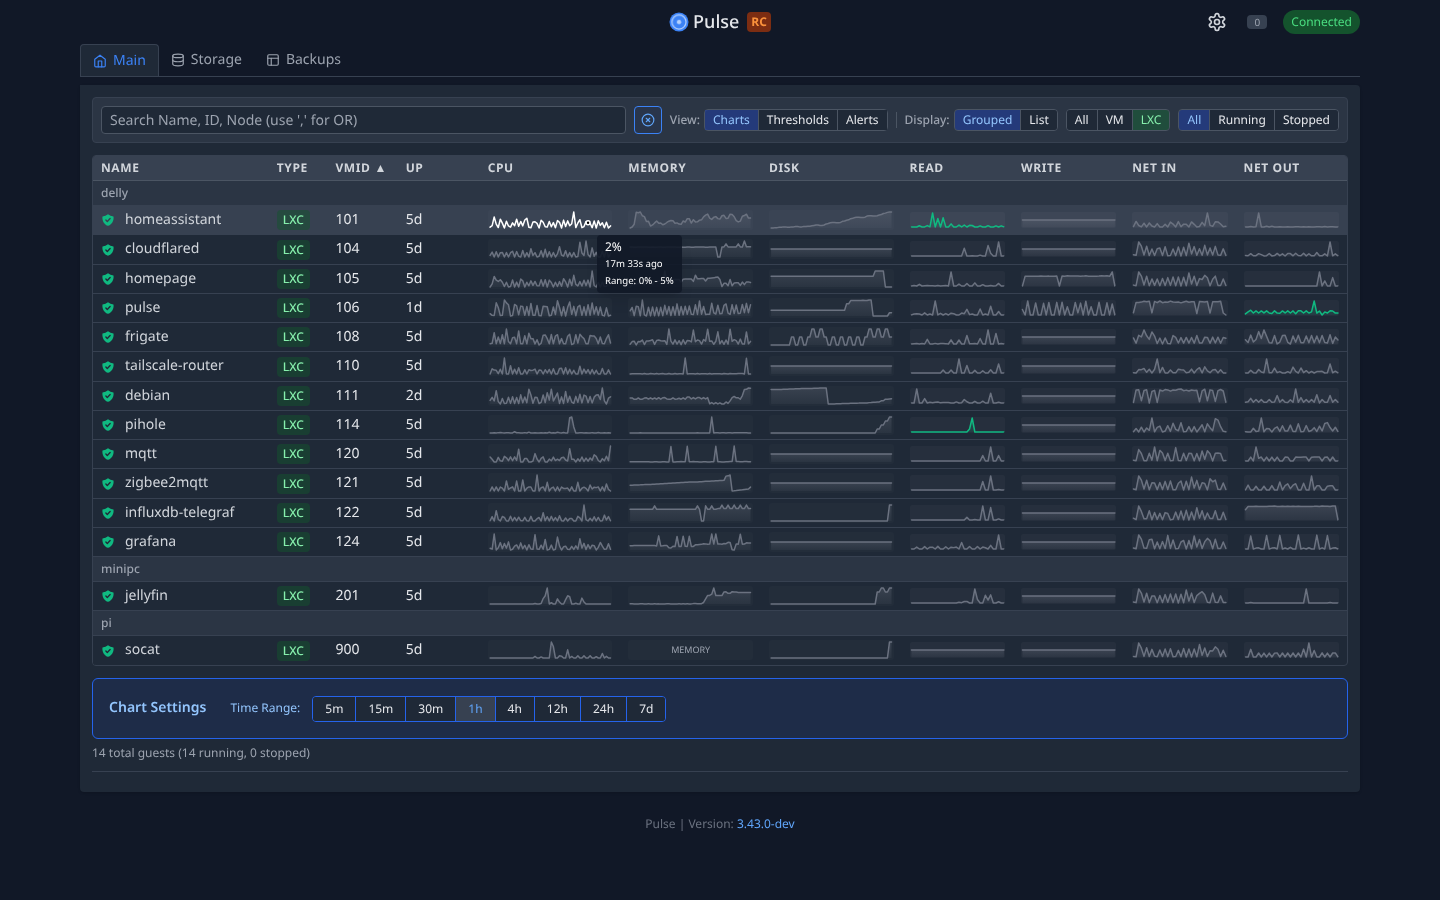 Pulse RC
0
Connected
Main Storage Backups
Search Name, ID, Node (use ',' for OR) View: Charts Thresholds Alerts Display: Grouped List All VM LXC All Running Stopped
NAME TYPE VMID ▲ UP CPU MEMORY DISK READ WRITE NET IN NET OUT
delly
homeassistant LXC 101 5d
cloudflared LXC 104 5d
2%
17m 33s ago
Range: 0% - 5%
homepage LXC 105 5d
pulse LXC 106 1d
frigate LXC 108 5d
tailscale-router LXC 110 5d
debian LXC 111 2d
pihole LXC 114 5d
mqtt LXC 120 5d
zigbee2mqtt LXC 121 5d
influxdb-telegraf LXC 122 5d
grafana LXC 124 5d
minipc
jellyfin LXC 201 5d
pi
socat LXC 900 5d MEMORY
Chart Settings Time Range: 5m 15m 30m 1h 4h 12h 24h 7d
14 total guests (14 running, 0 stopped)
Pulse | Version: 3.43.0-dev